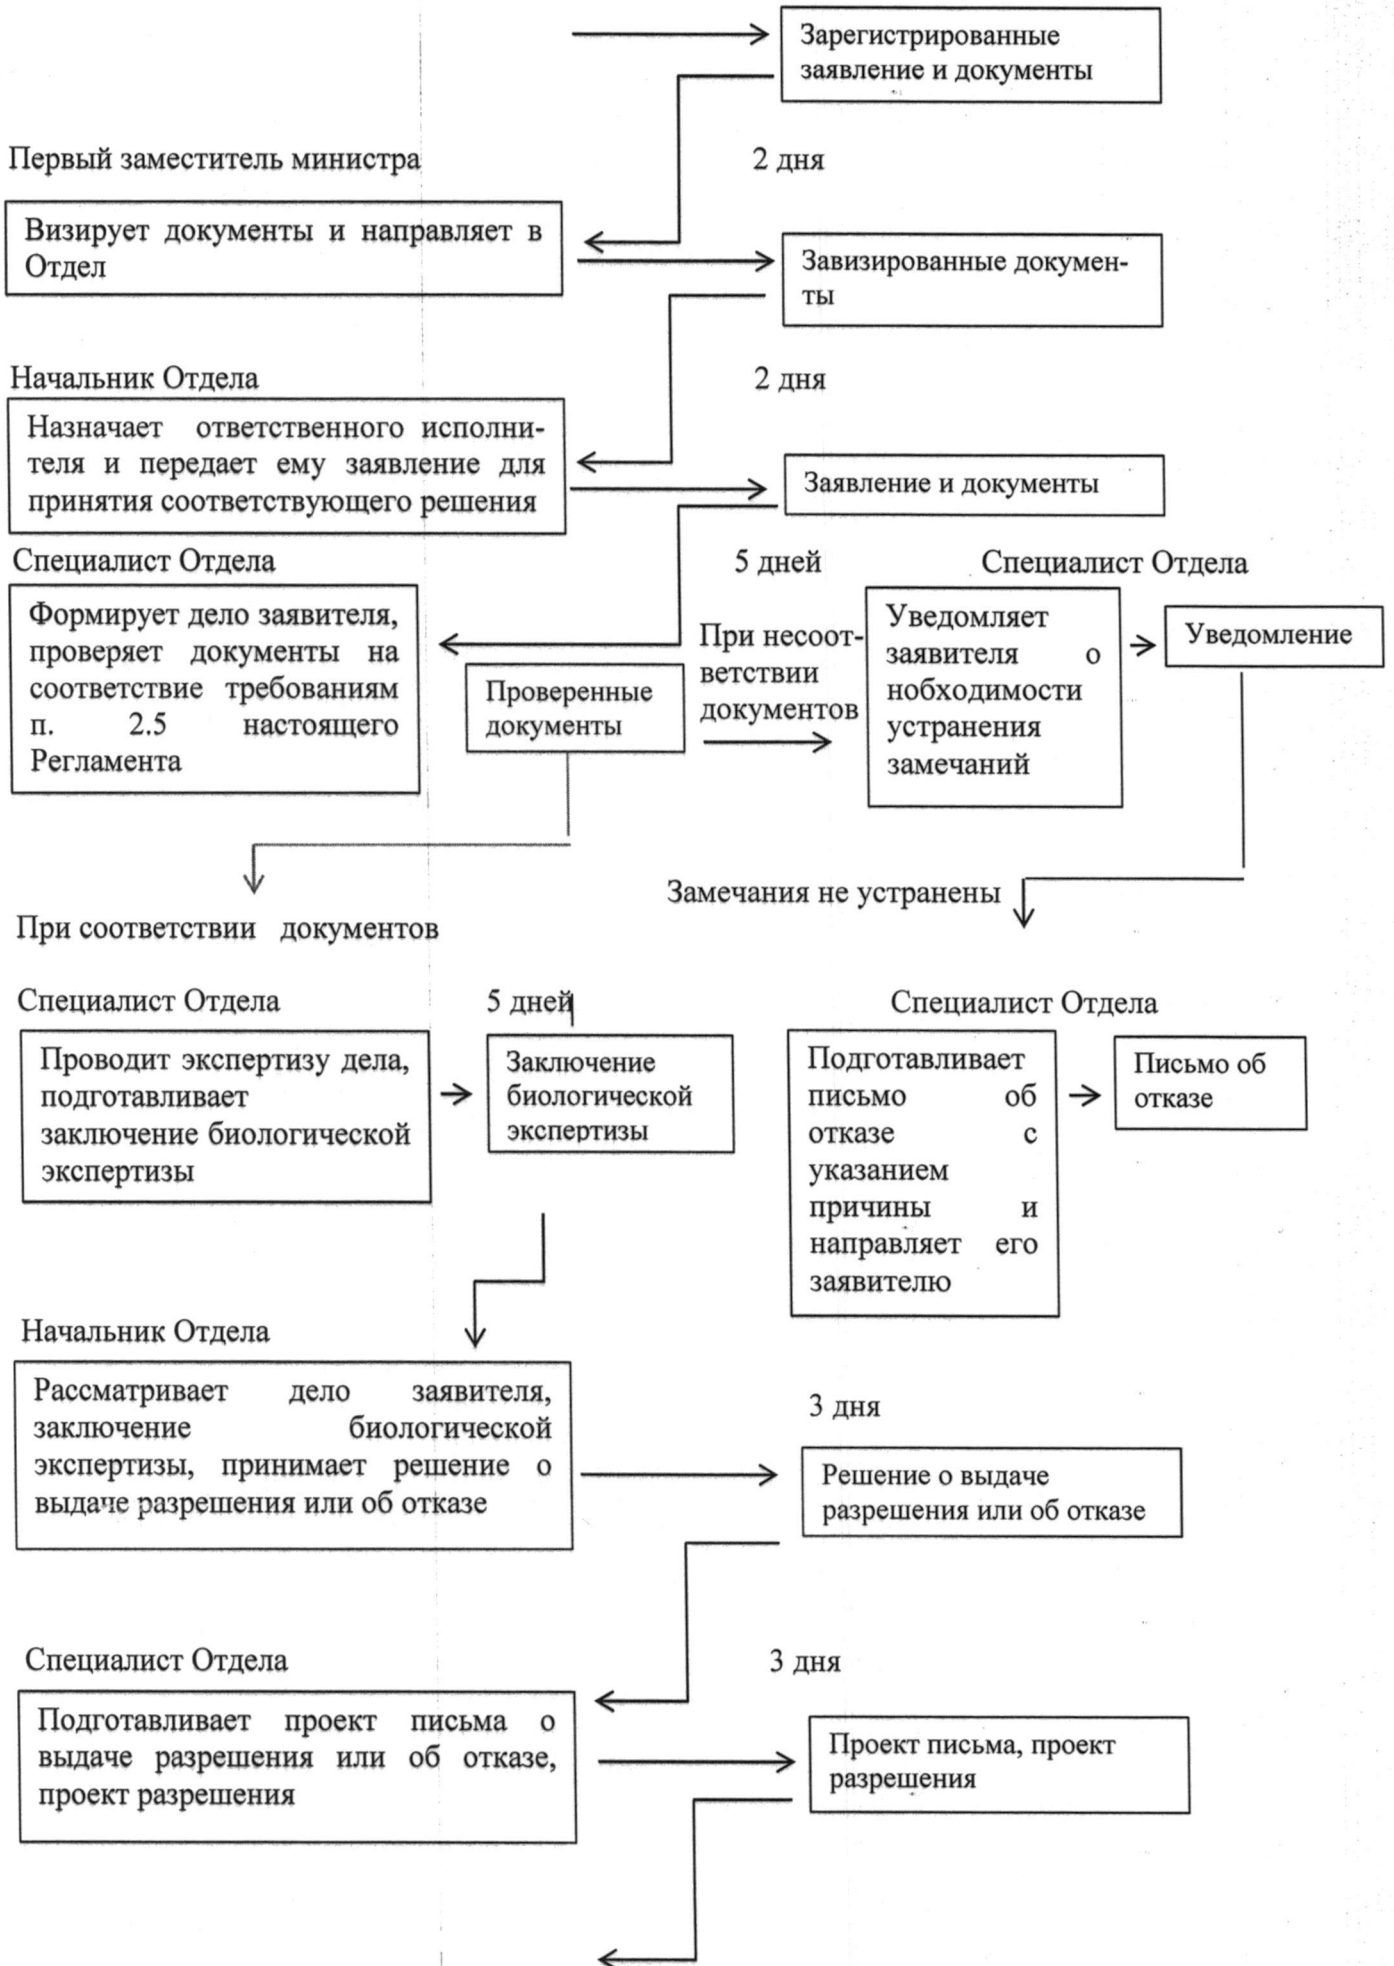 Зарегистрированные
заявление и документы
Первый заместитель министра
2 дня
Визирует документы и направляет в
Отдел
Завизированные докумен-
ты
Начальник Отдела
2 дня
Назначает ответственного исполни-
теля и передает ему заявление для
принятия соответствующего решения
Заявление и документы
Специалист Отдела
5 дней
Специалист Отдела
Формирует дело заявителя,
проверяет документы на
соответствие требованиям
п. 2.5 настоящего
Регламента
Проверенные
документы
При несоот-
ветствии
документов
Уведомляет
заявителя о
нобходимости
устранения
замечаний
Уведомление
Замечания не устранены
При соответствии документов
Специалист Отдела
5 дней
Специалист Отдела
Проводит экспертизу дела,
подготавливает
заключение биологической
экспертизы
Заключение
биологической
экспертизы
Подготавливает
письмо об
отказе с
указанием
причины и
направляет его
заявителю
Письмо об
отказе
Начальник Отдела
Рассматривает дело заявителя,
заключение биологической
экспертизы, принимает решение о
выдаче разрешения или об отказе
3 дня
Решение о выдаче
разрешения или об отказе
Специалист Отдела
3 дня
Подготавливает проект письма о
выдаче разрешения или об отказе,
проект разрешения
Проект письма, проект
разрешения